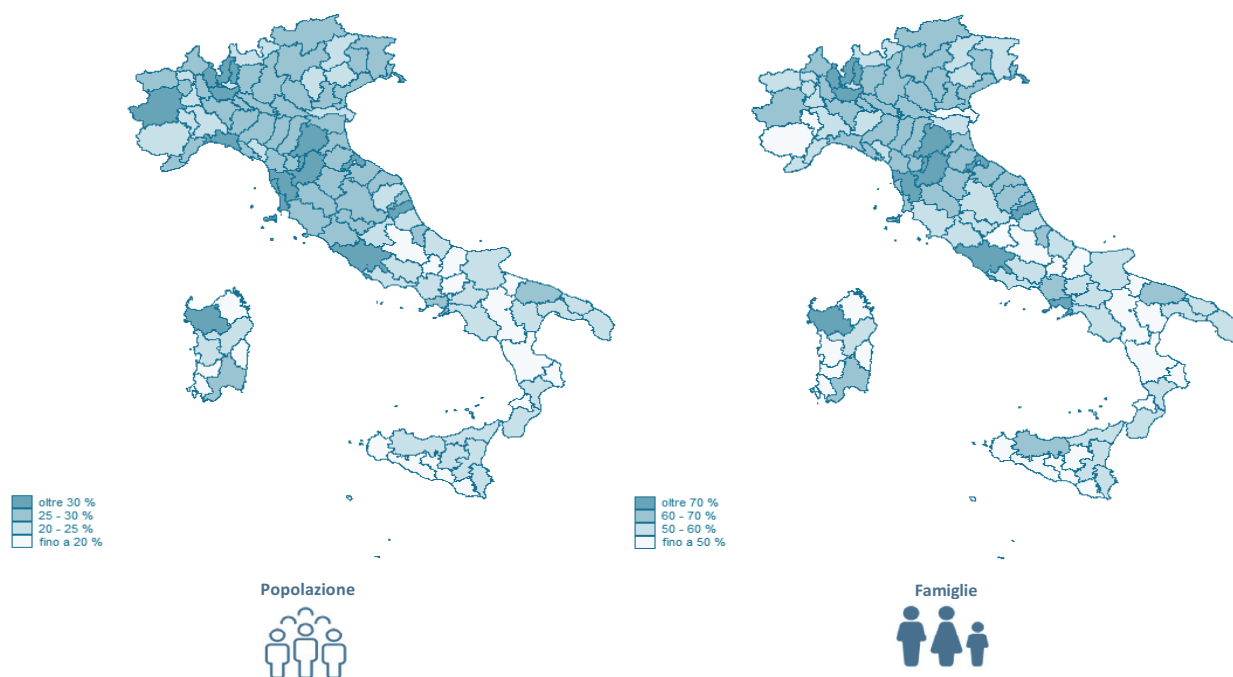 oltre 30 %
25 - 30 %
20 - 25 %
fino a 20 %
oltre 70 %
60 - 70 %
50 - 60 %
fino a 50 %
Popolazione
Famiglie